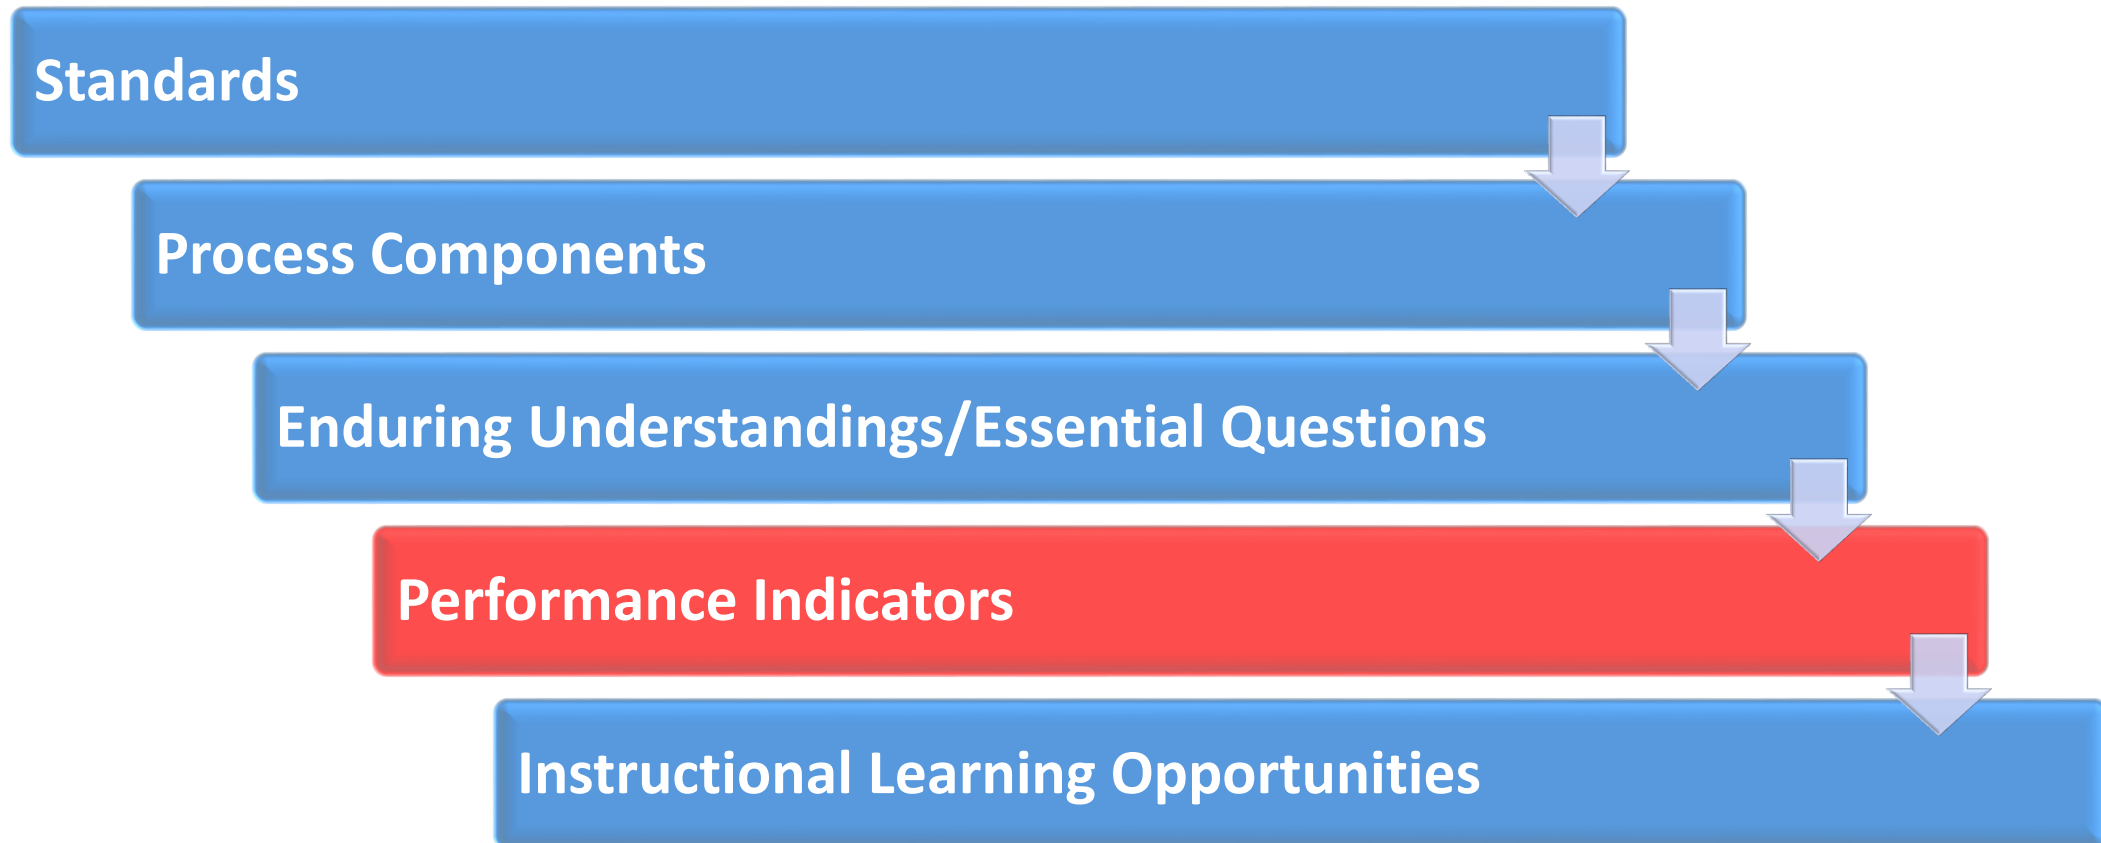 Standards
Process Components
Enduring Understandings/Essential Questions
Performance Indicators
Instructional Learning Opportunities